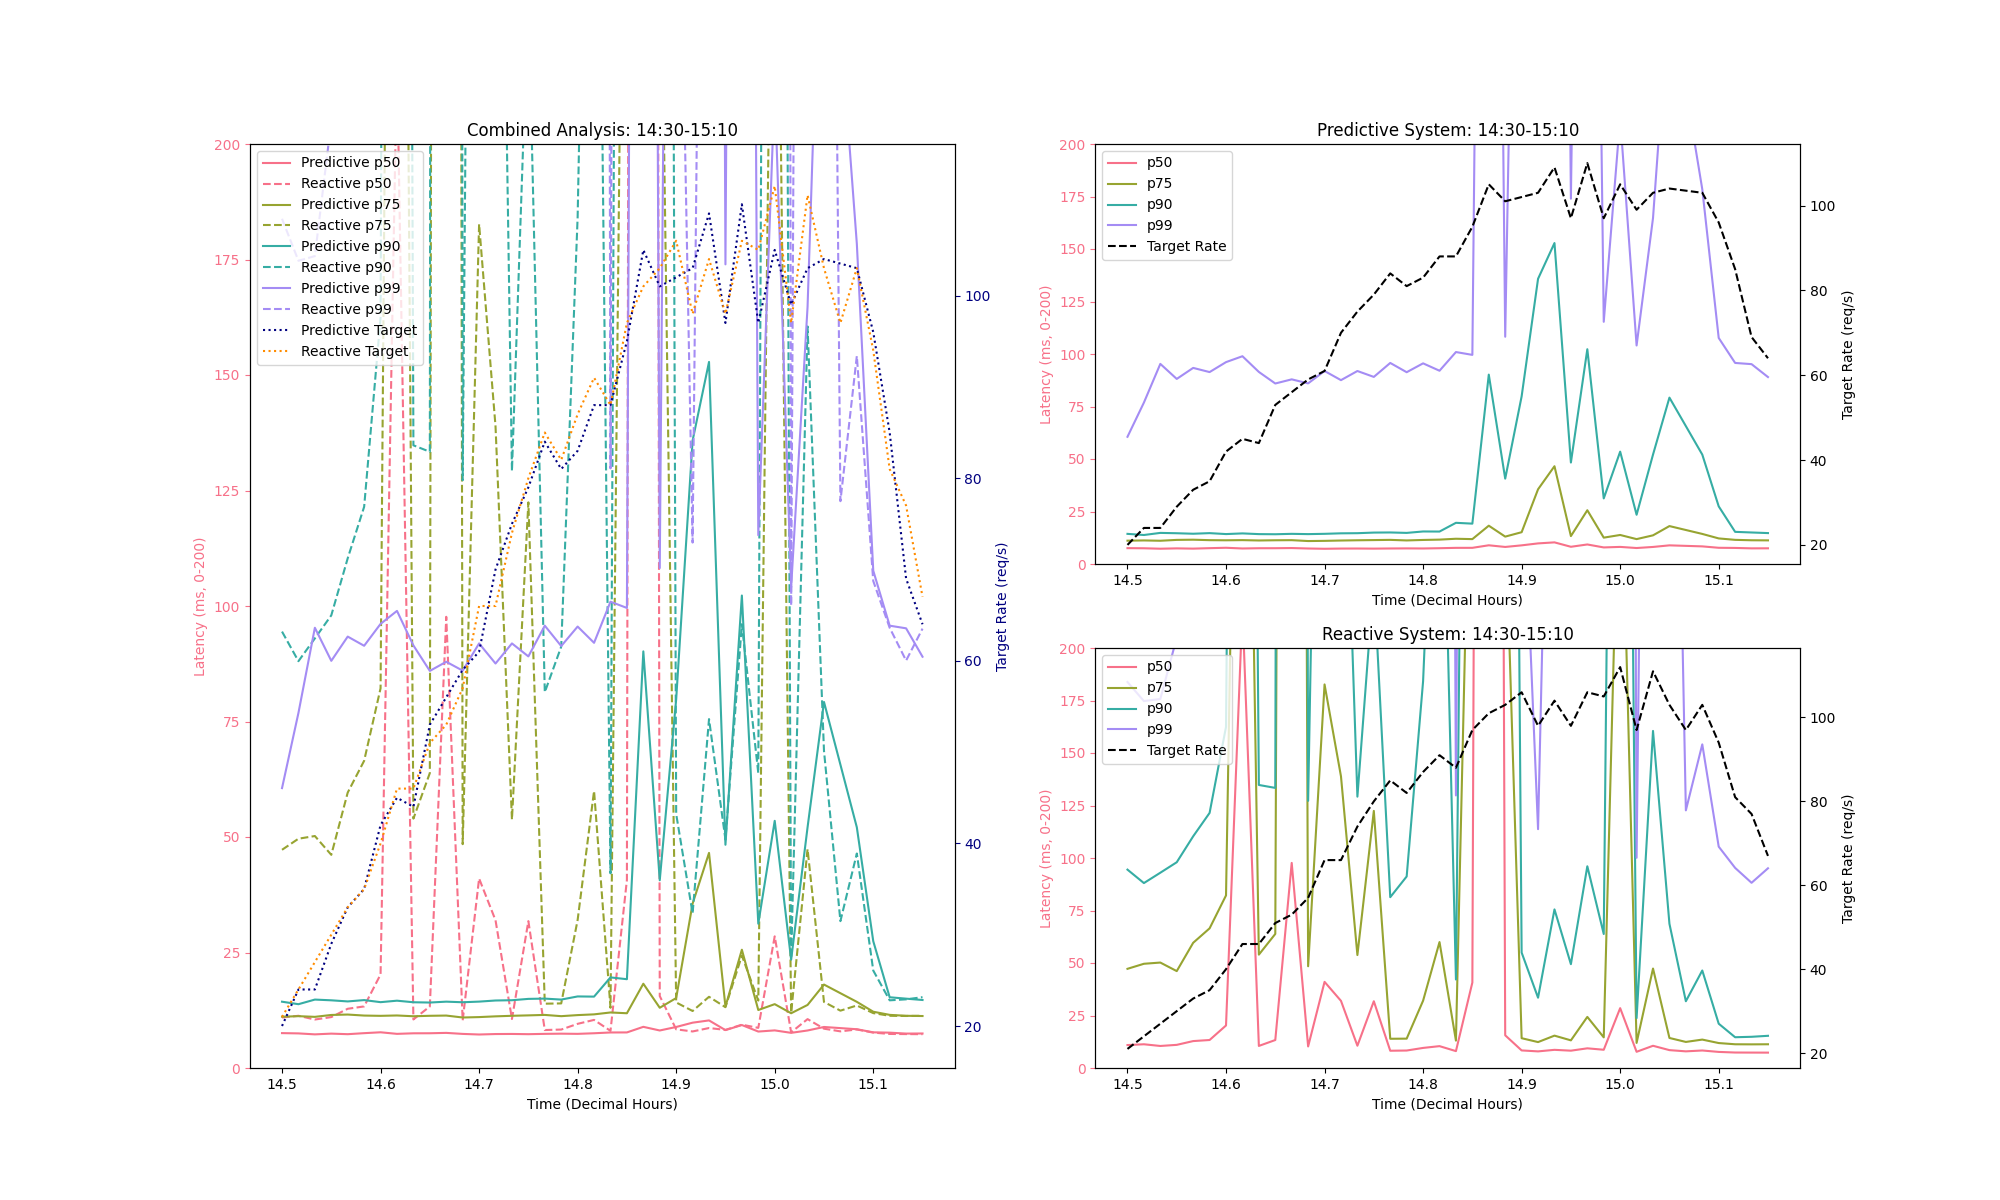 Combined Analysis: 14:30-15:10
200
175
150
125
100
75
50
25
0
Latency (ms, 0-200)
Predictive p50
Reactive p50
Predictive p75
Reactive p75
Predictive p90
Reactive p90
Predictive p99
Reactive p99
Predictive Target
Reactive Target
100
80
60
40
20
Target Rate (req/s)
14.5 14.6 14.7 14.8 14.9 15.0 15.1
Time (Decimal Hours)
Predictive System: 14:30-15:10
200
175
150
125
100
75
50
25
0
Latency (ms, 0-200)
p50
p75
p90
p99
Target Rate
100
80
60
40
20
Target Rate (req/s)
14.5 14.6 14.7 14.8 14.9 15.0 15.1
Time (Decimal Hours)
Reactive System: 14:30-15:10
200
175
150
125
100
75
50
25
0
Latency (ms, 0-200)
p50
p75
p90
p99
Target Rate
100
80
60
40
20
Target Rate (req/s)
14.5 14.6 14.7 14.8 14.9 15.0 15.1
Time (Decimal Hours)